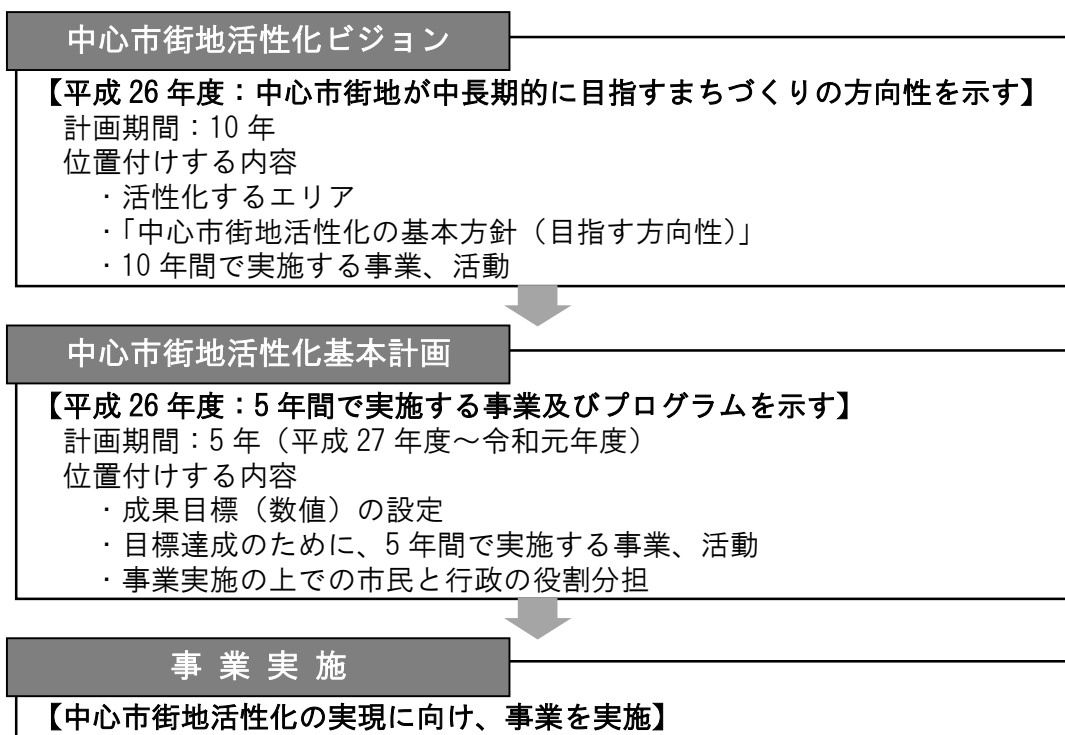 中心市街地活性化ビジョン
【平成 26 年度：中心市街地が中長期的に目指すまちづくりの方向性を示す】
計画期間：10 年
位置付けする内容
・活性化するエリア
・「中心市街地活性化の基本方針（目指す方向性）」
・10 年間で実施する事業、活動
中心市街地活性化基本計画
【平成 26 年度：5 年間で実施する事業及びプログラムを示す】
計画期間：5 年（平成 27 年度～令和元年度）
位置付けする内容
・成果目標（数値）の設定
・目標達成のために、5 年間で実施する事業、活動
・事業実施の上での市民と行政の役割分担
事 業 実 施
【中心市街地活性化の実現に向け、事業を実施】